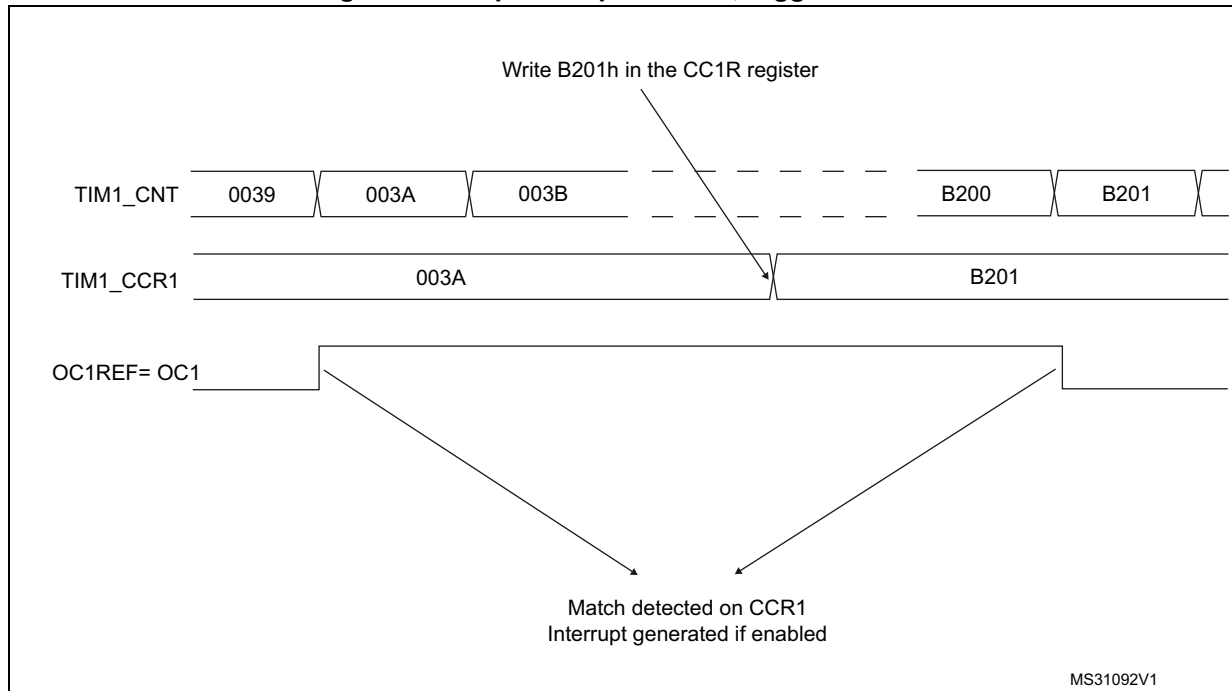 Write B201h in the CC1R register
TIM1_CNT 0039 003A 003B B200 B201
TIM1_CCR1 003A B201
OC1REF= OC1
Match detected on CCR1
Interrupt generated if enabled
MS31092V1